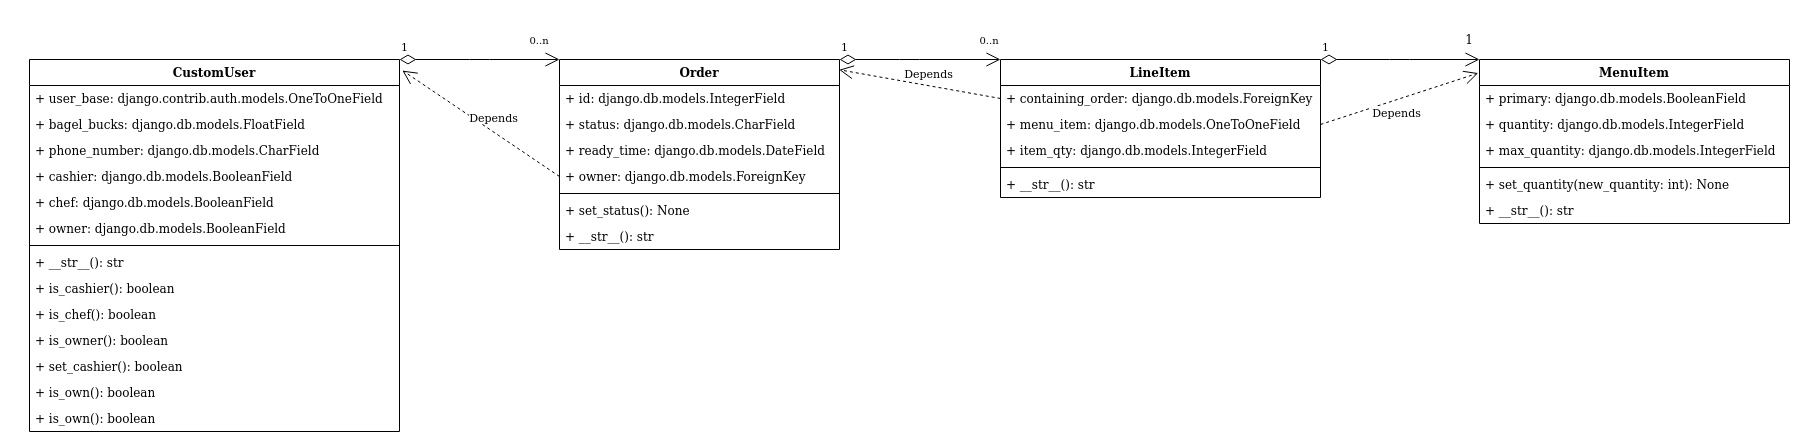 1
0..n
1
0..n
1
1
CustomUser
+ user_base: django.contrib.auth.models.OneToOneField
+ bagel_bucks: django.db.models.FloatField
+ phone_number: django.db.models.CharField
+ cashier: django.db.models.BooleanField
+ chef: django.db.models.BooleanField
+ owner: django.db.models.BooleanField
+ __str__(): str
+ is_cashier(): boolean
+ is_chef(): boolean
+ is_owner(): boolean
+ set_cashier(): boolean
+ is_own(): boolean
+ is_own(): boolean
Depends
Order
+ id: django.db.models.IntegerField
+ status: django.db.models.CharField
+ ready_time: django.db.models.DateField
+ owner: django.db.models.ForeignKey
+ set_status(): None
+ __str__(): str
Depends
LineItem
+ containing_order: django.db.models.ForeignKey
+ menu_item: django.db.models.OneToOneField
+ item_qty: django.db.models.IntegerField
+ __str__(): str
Depends
MenuItem
+ primary: django.db.models.BooleanField
+ quantity: django.db.models.IntegerField
+ max_quantity: django.db.models.IntegerField
+ set_quantity(new_quantity: int): None
+ __str__(): str